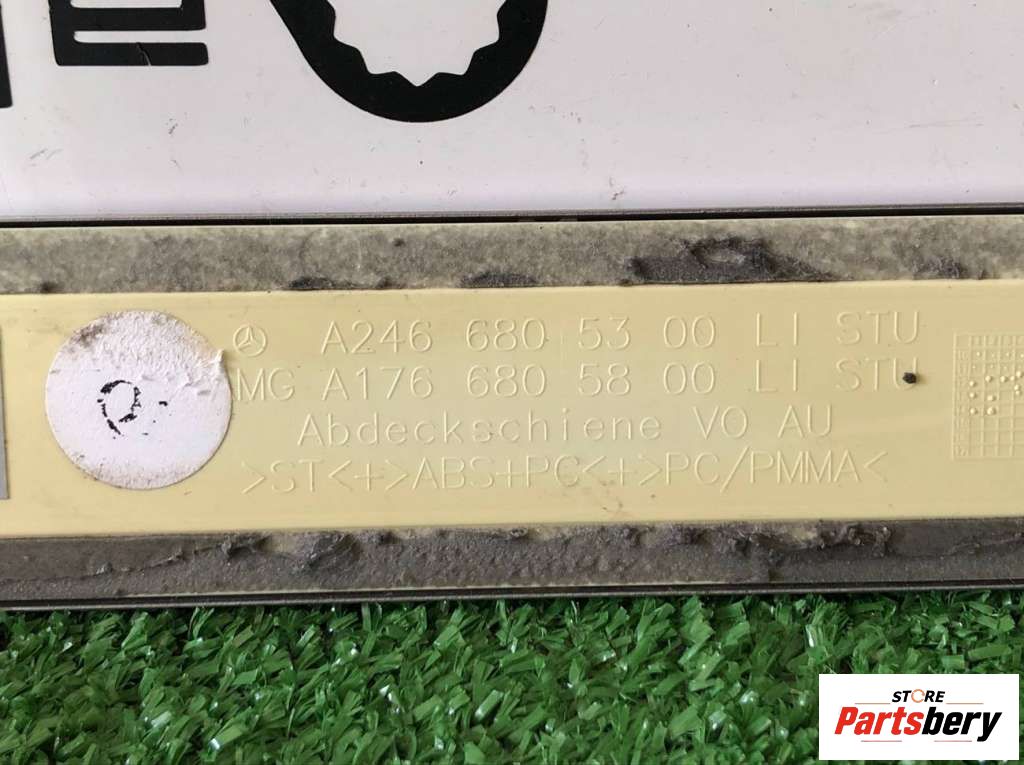 A246 680 53 00 LI STU
MG A176 680 58 00 LI STU
Abdeckschiene VO AU
>ST<+>ABS+PC<+>PC/PMMA<
STORE
Partsbery